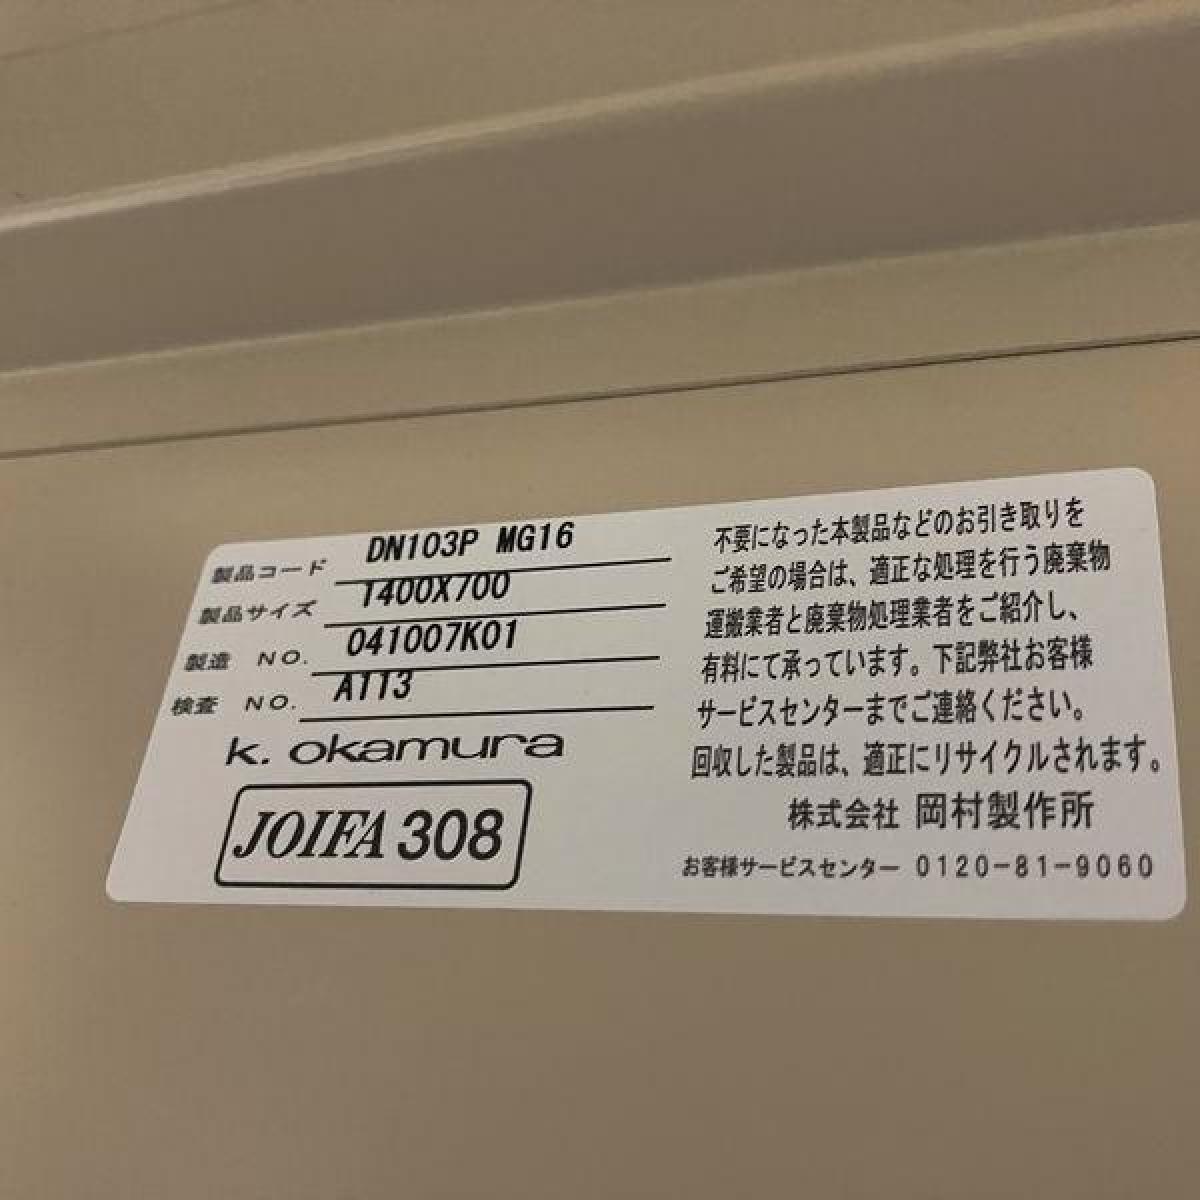 製品コード DN103P MG16
製品サイズ 1400X700
製造 NO. 041007K01
検査 NO. A113
k. okamura
JOIFA 308
不要になった本製品などのお引き取りを
ご希望の場合は、適正な処理を行う廃棄物
運搬業者と廃棄物処理業者をご紹介し、
有料にて承っています。下記弊社お客様
サービスセンターまでご連絡ください。
回収した製品は、適正にリサイクルされます。
株式会社 岡村製作所
お客様サービスセンター 0120-81-9060